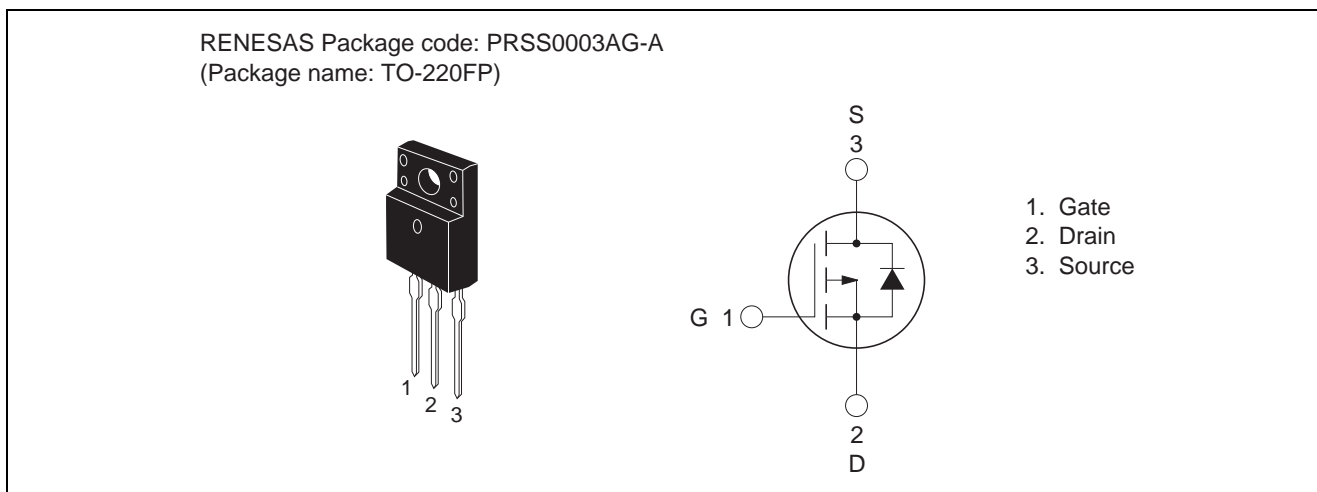 RENESAS Package code: PRSS0003AG-A
(Package name: TO-220FP)
1
2
3
S
3
G 1
2
D
1. Gate
2. Drain
3. Source